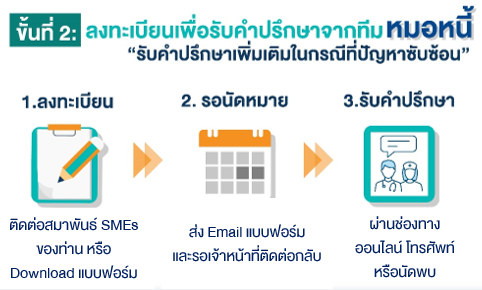 ขั้นที่ 2: ลงทะเบียนเพื่อรับคำปรึกษาจากทีม หมอหนี้
“รับคำปรึกษาเพิ่มเติมในกรณีที่ปัญหาซับซ้อน”
1.ลงทะเบียน
ติดต่อสมาพันธ์ SMEs
ของท่าน หรือ
Download แบบฟอร์ม
2. รอนัดหมาย
ส่ง Email แบบฟอร์ม
และรอเจ้าหน้าที่ติดต่อกลับ
3.รับคำปรึกษา
ผ่านช่องทาง
ออนไลน์ โทรศัพท์
หรือนัดพบ